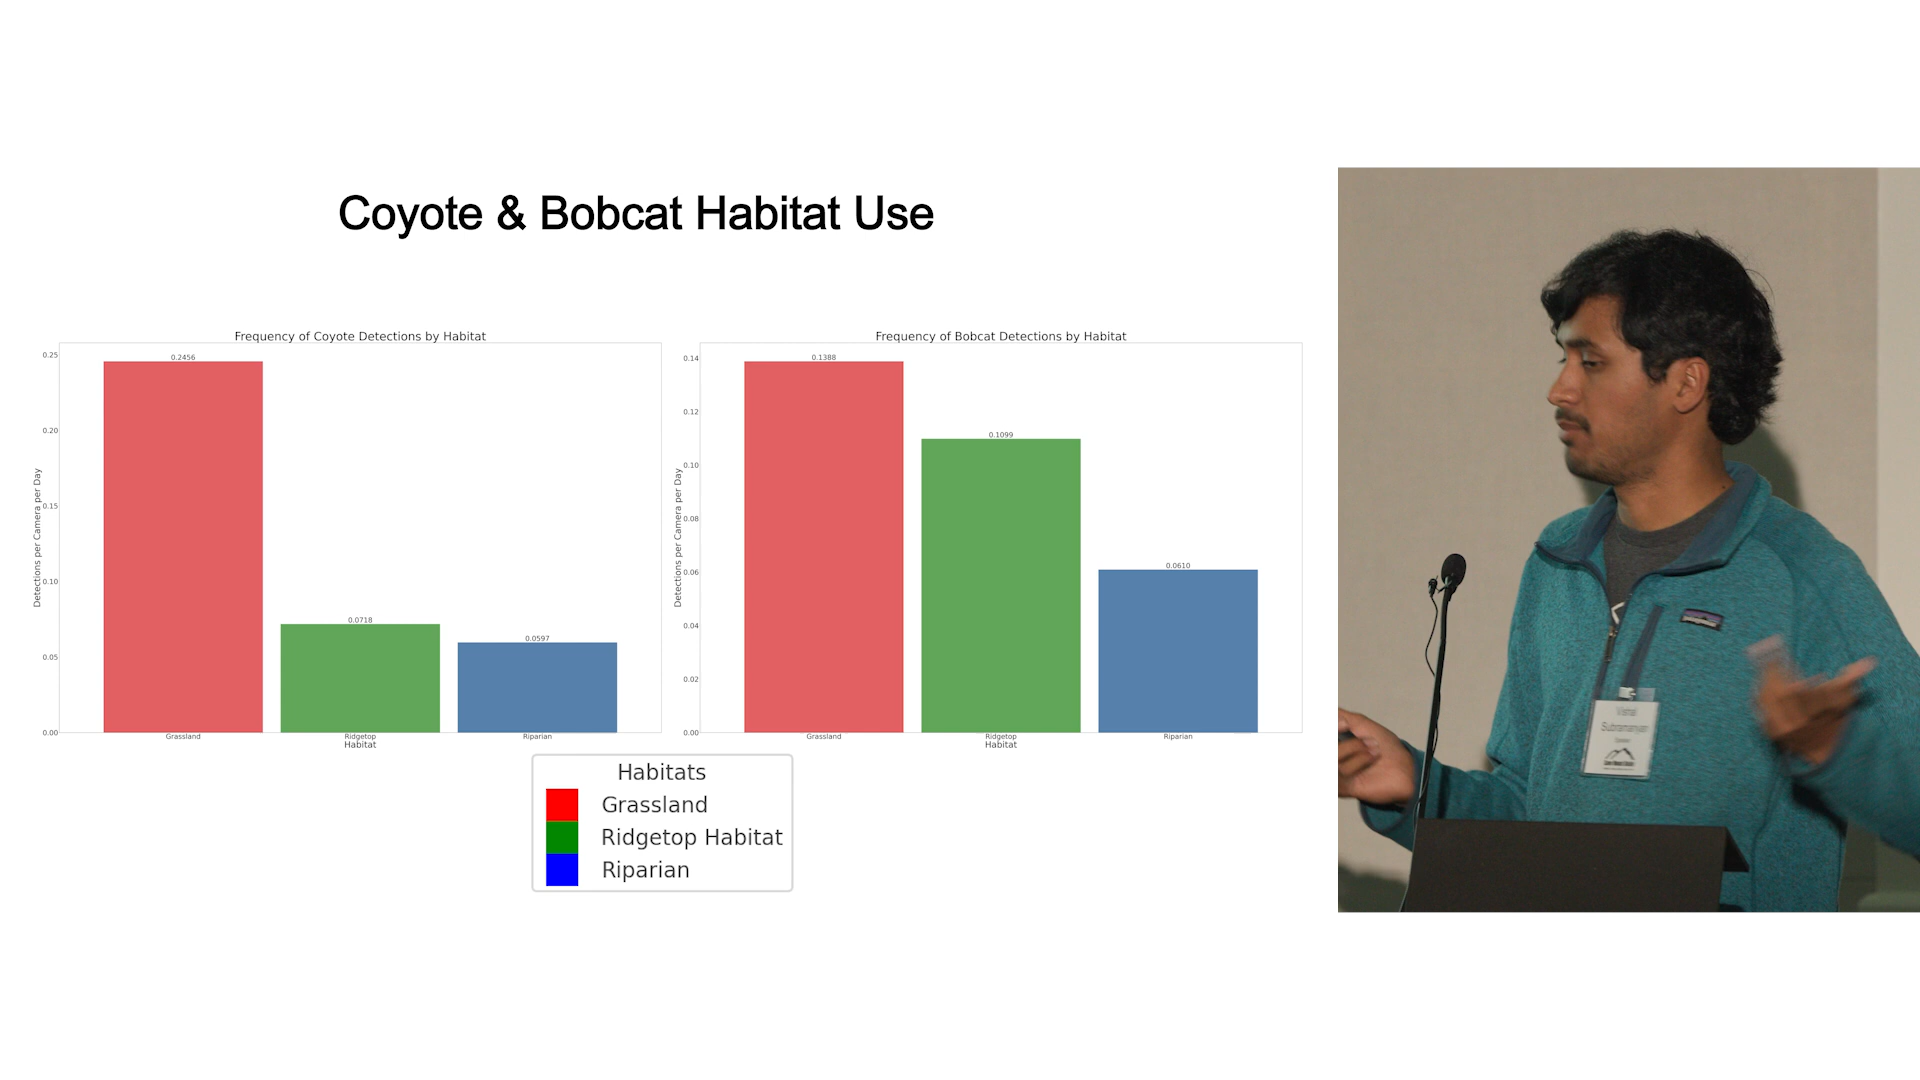 Coyote & Bobcat Habitat Use
Frequency of Coyote Detections by Habitat
Detections per Camera per Day
0.25
0.20
0.15
0.10
0.05
0.00
0.2456
0.0718
0.0597
Grassland
Ridgetop
Riparian
Habitat
Frequency of Bobcat Detections by Habitat
Detections per Camera per Day
0.14
0.12
0.10
0.08
0.06
0.04
0.02
0.00
0.1388
0.1099
0.0610
Grassland
Ridgetop
Riparian
Habitat
Habitats
Grassland
Ridgetop Habitat
Riparian
Vishal
Subramanyan